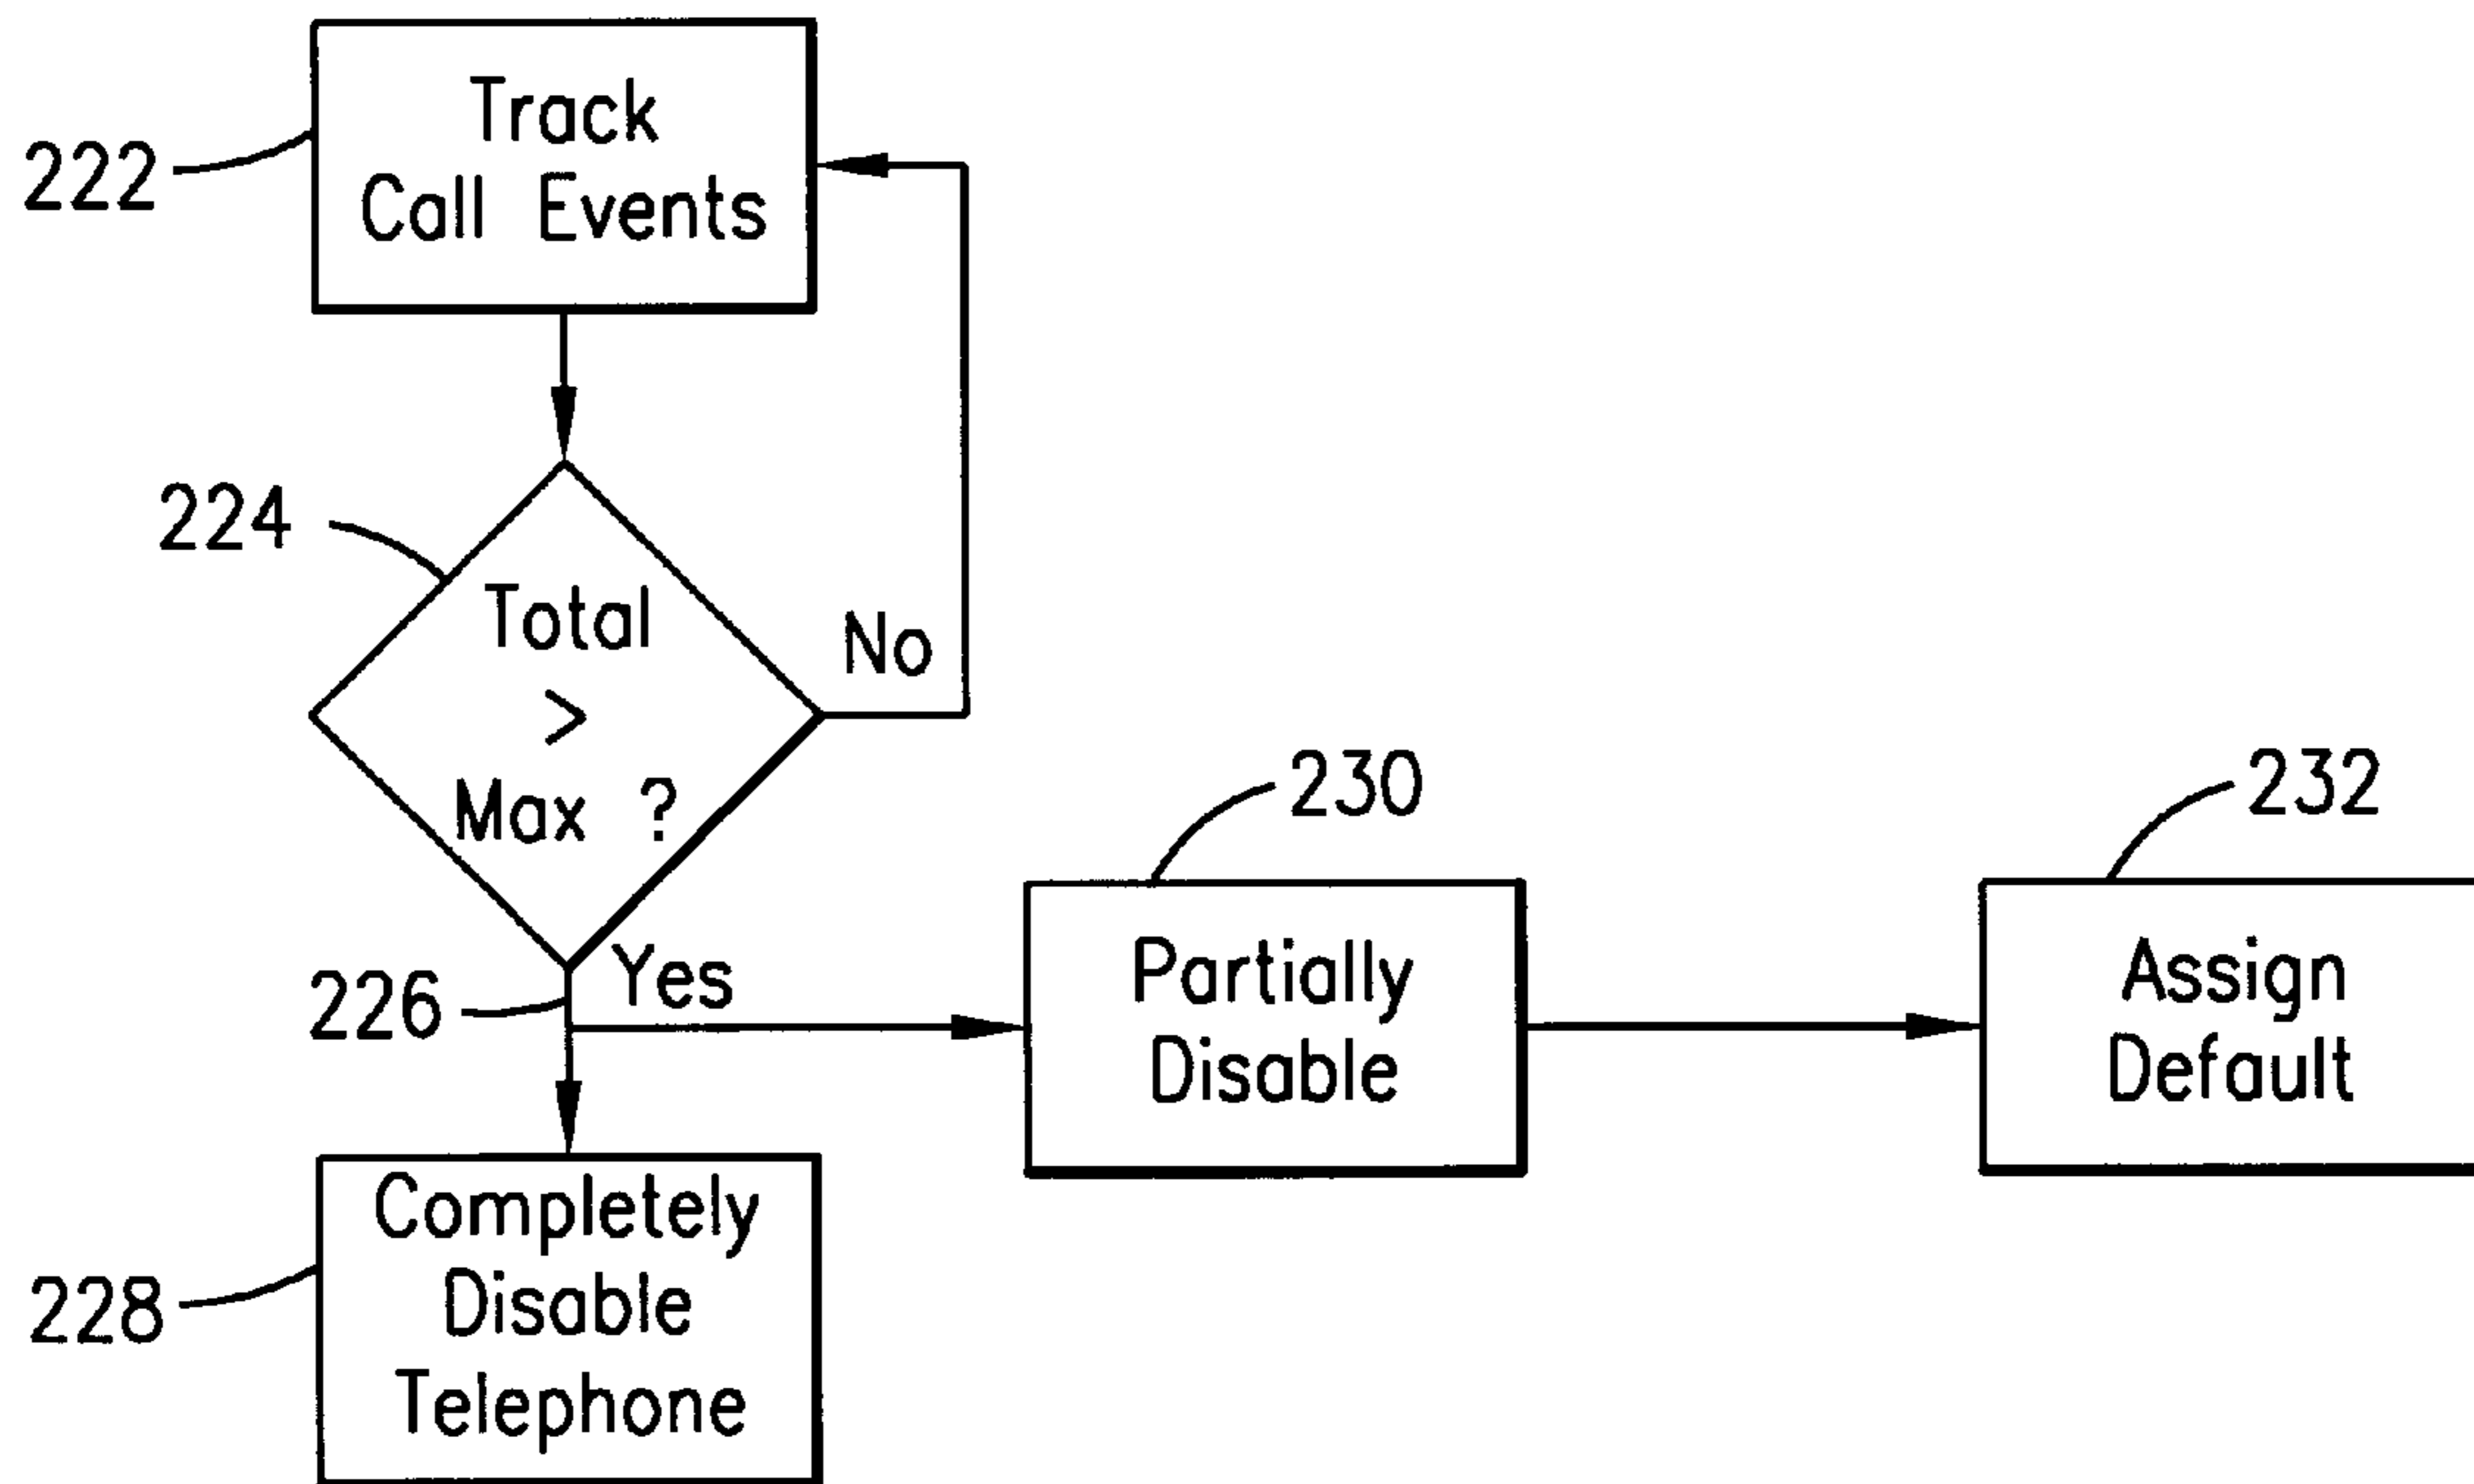 222
Track
Call Events
224
Total
>
Max ?
No
226
Yes
230
Partially
Disable
232
Assign
Default
228
Completely
Disable
Telephone